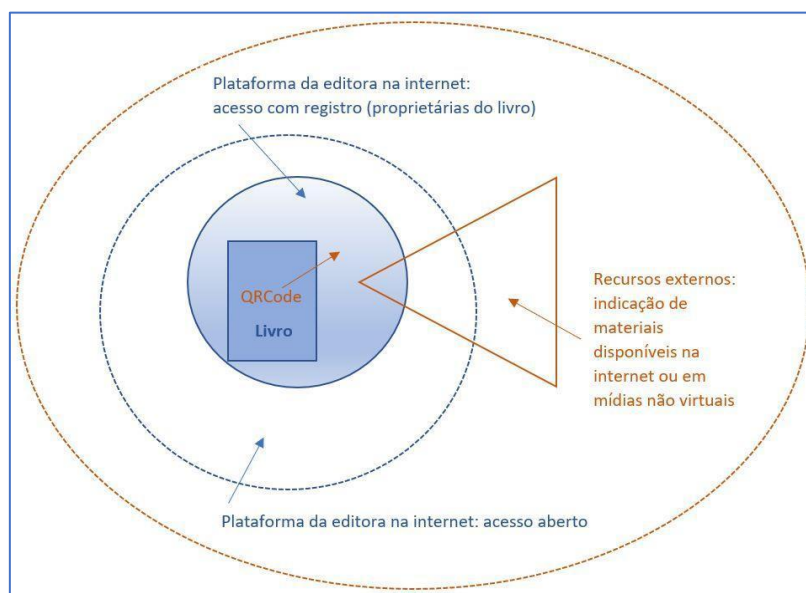 Plataforma da editora na internet:
acesso com registro (proprietárias do livro)
QRCode
Livro
Recursos externos:
indicação de
materiais
disponíveis na
internet ou em
mídias não virtuais
Plataforma da editora na internet: acesso aberto